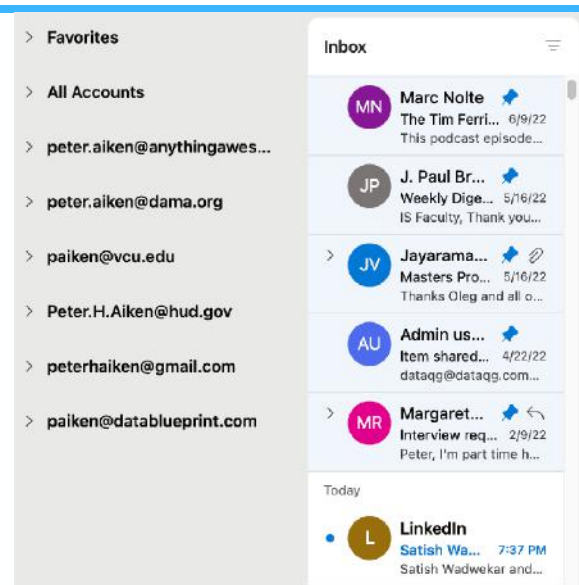 Favorites
All Accounts
peter.aiken@anythingawes...
peter.aiken@dama.org
paiken@vcu.edu
Peter.H.Aiken@hud.gov
peterhaiken@gmail.com
paiken@datablueprint.com
Inbox
MN
Marc Nolte
The Tim Ferri... 6/9/22
This podcast episode...
JP
J. Paul Br...
Weekly Dige... 5/16/22
IS Faculty, Thank you...
JV
Jayarama...
Masters Pro... 5/16/22
Thanks Oleg and all o...
AU
Admin us...
Item shared... 4/22/22
dataqg@dataqg.com...
MR
Margaret...
Interview req... 2/9/22
Peter, I'm part time h...
Today
L
LinkedIn
Satish Wa... 7:37 PM
Satish Wadwekar and...